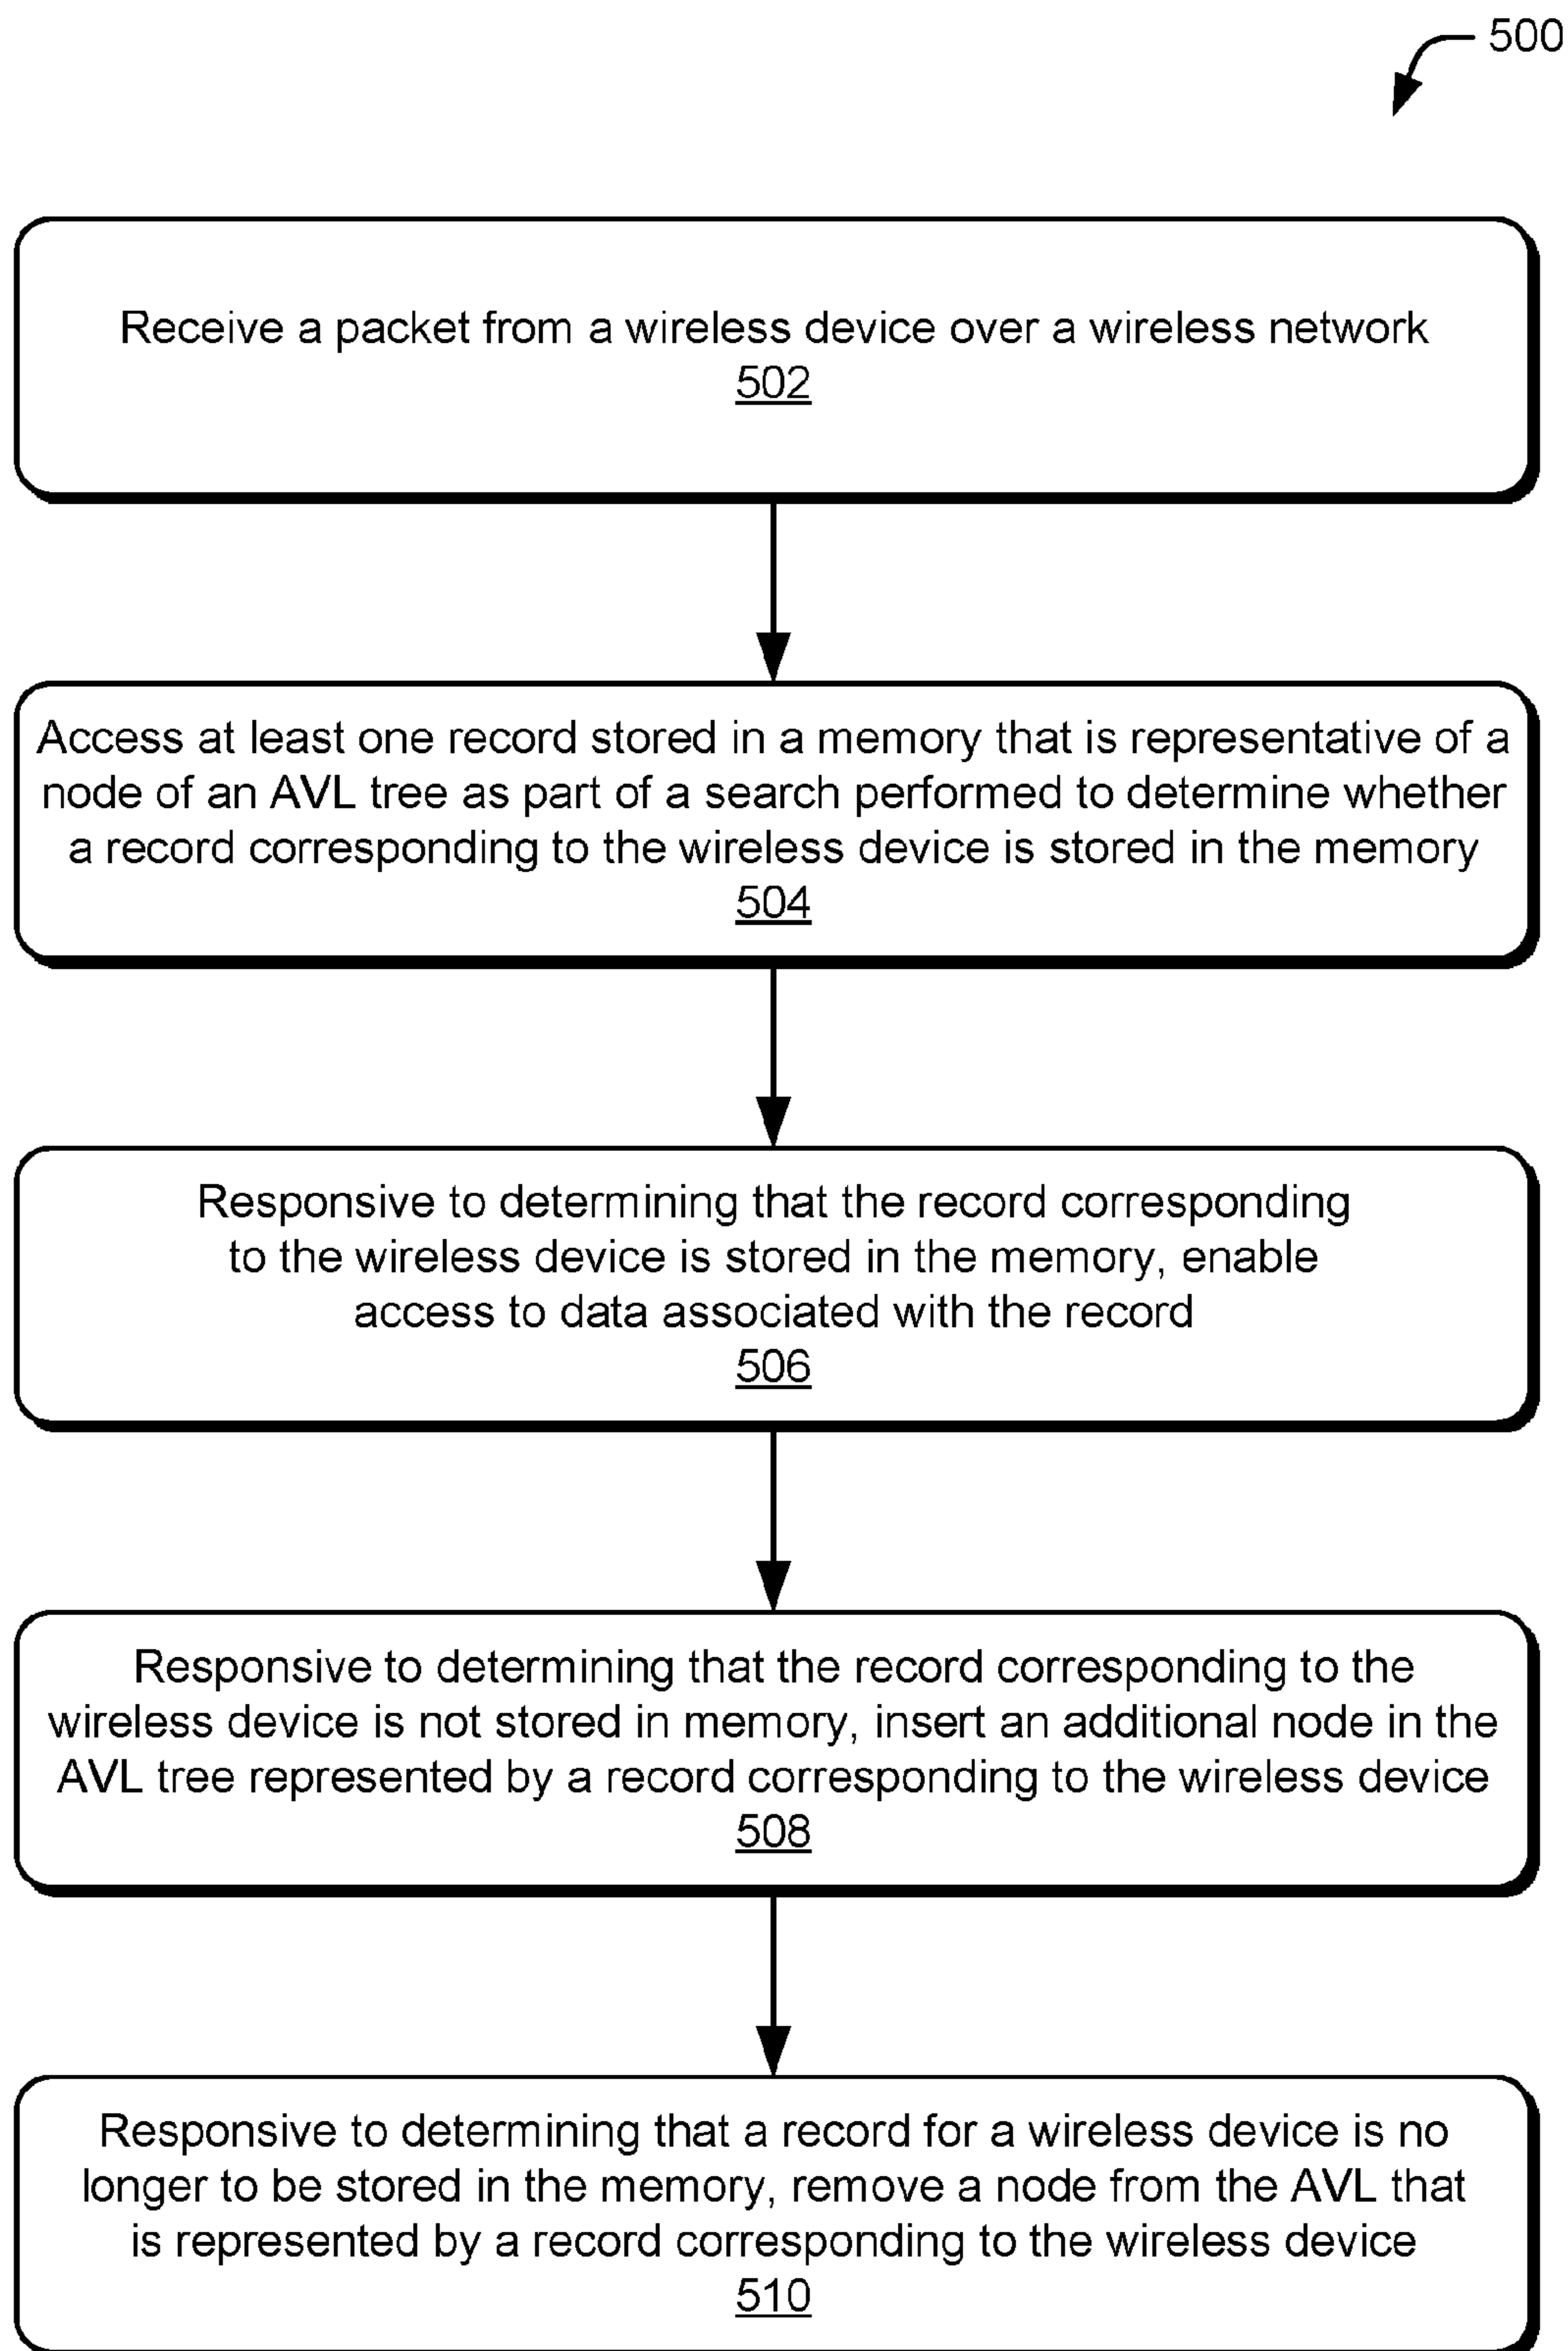 500
Receive a packet from a wireless device over a wireless network
502
Access at least one record stored in a memory that is representative of a
node of an AVL tree as part of a search performed to determine whether
a record corresponding to the wireless device is stored in the memory
504
Responsive to determining that the record corresponding
to the wireless device is stored in the memory, enable
access to data associated with the record
506
Responsive to determining that the record corresponding to the
wireless device is not stored in memory, insert an additional node in the
AVL tree represented by a record corresponding to the wireless device
508
Responsive to determining that a record for a wireless device is no
longer to be stored in the memory, remove a node from the AVL that
is represented by a record corresponding to the wireless device
510